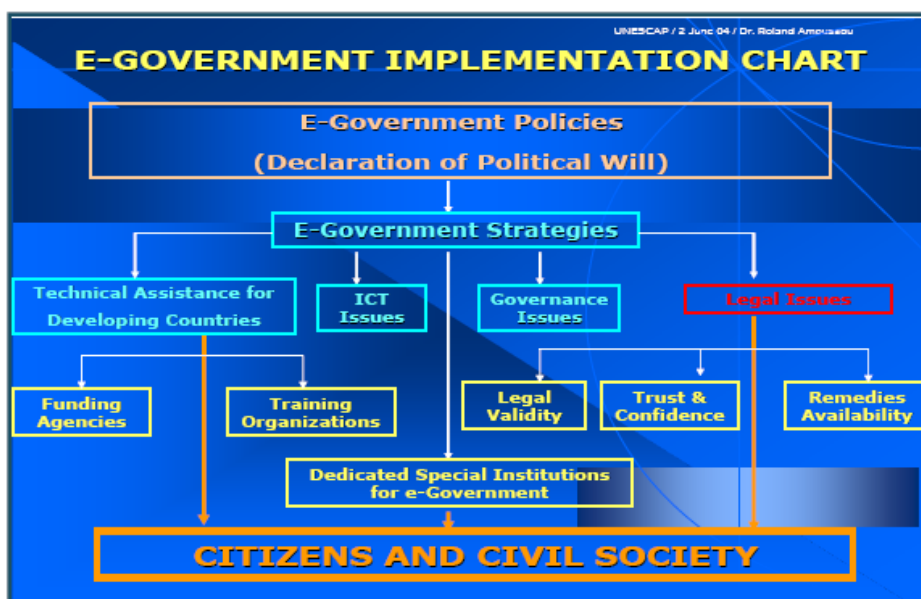 UNESCAP / 2 June 04 / Dr. Roland Amoussou
E-GOVERNMENT IMPLEMENTATION CHART
E-Government Policies
(Declaration of Political Will)
E-Government Strategies
Technical Assistance for
Developing Countries
ICT
Issues
Governance
Issues
Legal Issues
Funding
Agencies
Training
Organizations
Legal
Validity
Trust &
Confidence
Remedies
Availability
Dedicated Special Institutions
for e-Government
CITIZENS AND CIVIL SOCIETY